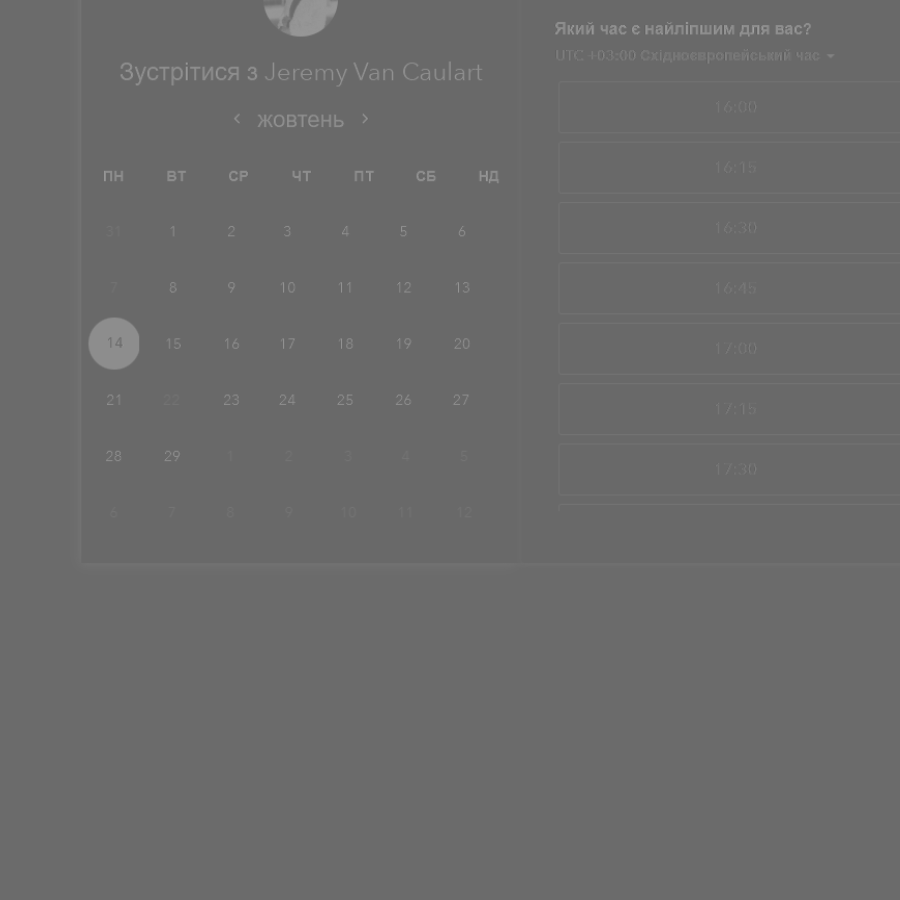 Зустрітися з Jeremy Van Caulart
жовтень
ПН ВТ СР ЧТ ПТ СБ НД
31 1 2 3 4 5 6
7 8 9 10 11 12 13
14 15 16 17 18 19 20
21 22 23 24 25 26 27
28 29 1 2 3 4 5
6 7 8 9 10 11 12
Який час є найліпшим для вас?
UTC +03:00 Східноєвропейський час
16:00
16:15
16:30
16:45
17:00
17:15
17:30